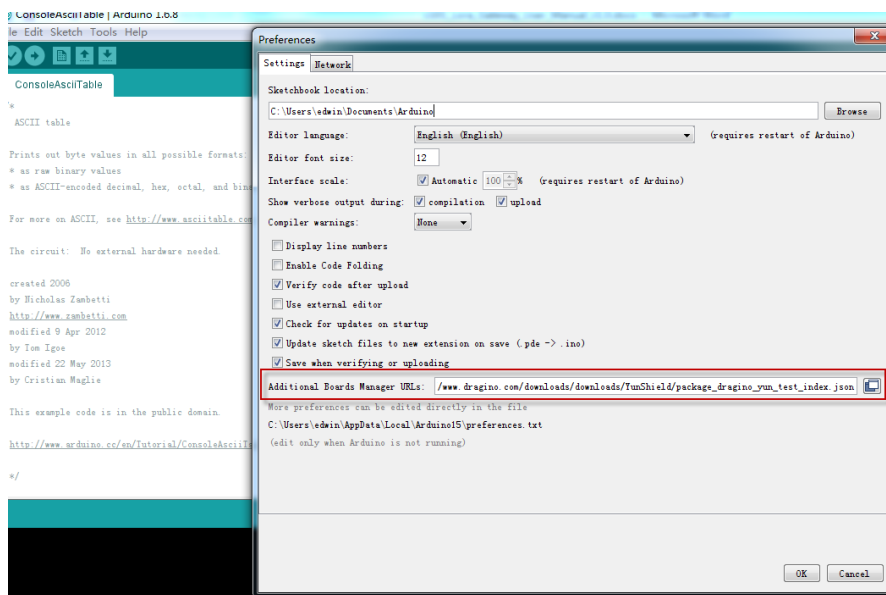 ConsoleAsciiTable | Arduino 1.6.8
le Edit Sketch Tools Help
ConsoleAsciiTable
ASCII table
Prints out byte values in all possible formats:
* as raw binary values
* as ASCII-encoded decimal, hex, octal, and
For more on ASCII, see http://www.asciitable.com
The circuit: No external hardware needed.
created 2006
by Nicholas Zambetti
http://www.zambetti.com
modified 9 Apr 2012
by Tom Igoe
modified 22 May 2013
by Cristian Maglie
This example code is in the public domain.
http://www.arduino.cc/en/Tutorial/ConsoleAsciiTa
*/
Preferences
Settings Network
Sketchbook location:
C:\Users\edwin\Documents\Arduino
Browse
Editor language: English (English) (requires restart of Arduino)
Editor font size: 12
Interface scale: Automatic 100 % (requires restart of Arduino)
Show verbose output during: compilation upload
Compiler warnings: None
Display line numbers
Enable Code Folding
Verify code after upload
Use external editor
Check for updates on startup
Update sketch files to new extension on save (.pde -> .ino)
Save when verifying or uploading
Additional Boards Manager URLs: /www.dragino.com/downloads/downloads/YunShield/package_dragino_yun_test_index.json
More preferences can be edited directly in the file
C:\Users\edwin\AppData\Local\Arduino15\preferences.txt
(edit only when Arduino is not running)
OK Cancel